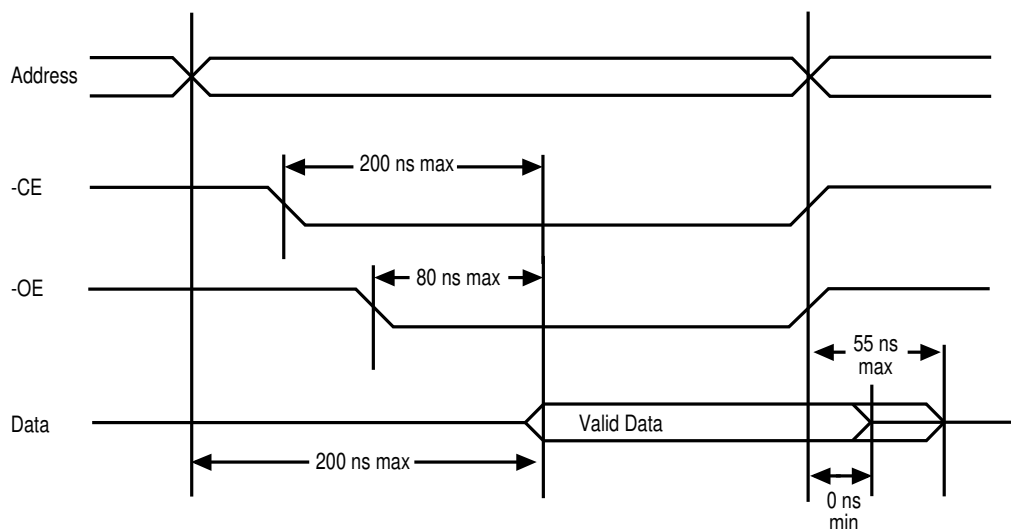 Address
200 ns max
-CE
80 ns max
-OE
55 ns
max
Data
Valid Data
200 ns max
0 ns
min